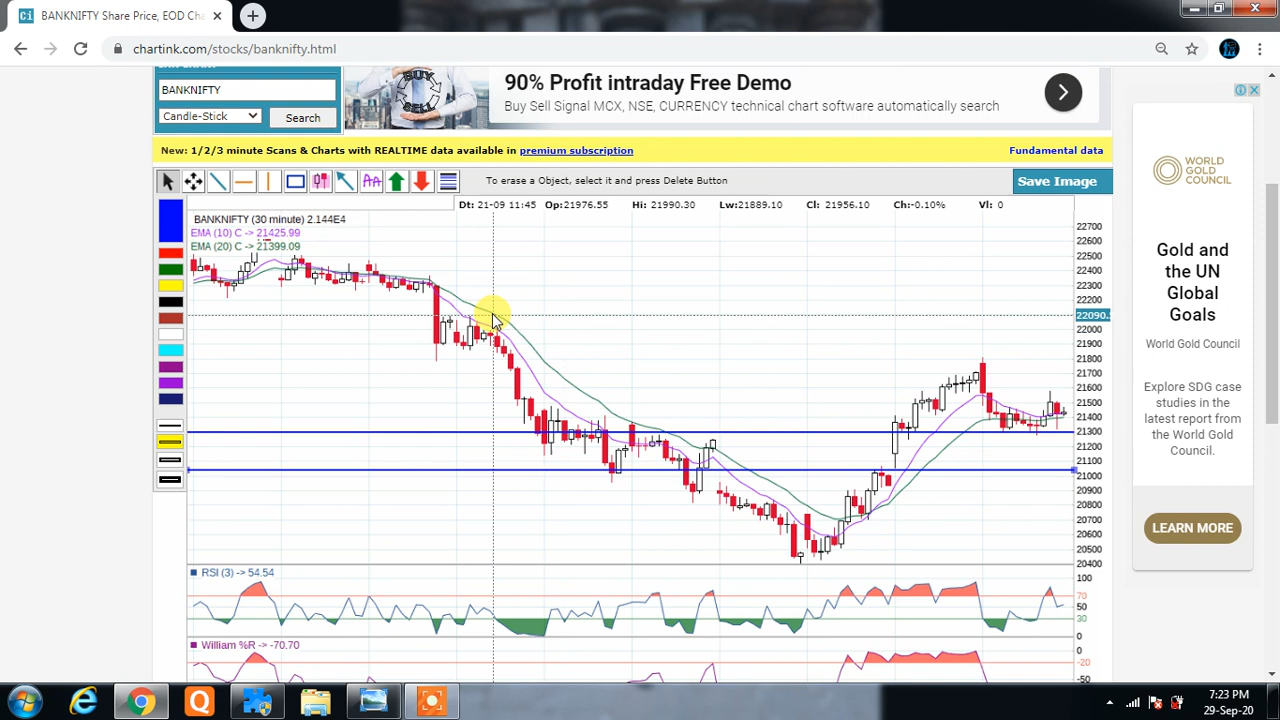 BANKNIFTY Share Price, EOD Cha
chartink.com/stocks/banknifty.html
BANKNIFTY
Candle-Stick
Search
BUY
SELL
90% Profit intraday Free Demo
Buy Sell Signal MCX, NSE, CURRENCY technical chart software automatically search
New: 1/2/3 minute Scans & Charts with REALTIME data available in premium subscription
Fundamental data
To erase a Object, select it and press Delete Button
Save Image
Dt: 21-09 11:45 Op:21976.55 Hi: 21990.30 Lw:21889.10 Cl: 21956.10 Ch:-0.10% Vl: 0
BANKNIFTY (30 minute) 2.144E4
EMA (10) C -> 21425.99
EMA (20) C -> 21399.09
22700
22600
22500
22400
22300
22200
22090.
22000
21900
21800
21700
21600
21500
21400
21300
21200
21100
21000
20900
20800
20700
20600
20500
20400
RSI (3) -> 54.54
100
70
50
30
0
William %R -> -70.70
0
-20
-50
WORLD
GOLD
COUNCIL
Gold and
the UN
Global
Goals
World Gold Council
Explore SDG case
studies in the
latest report from
the World Gold
Council.
LEARN MORE
7:23 PM
29-Sep-20